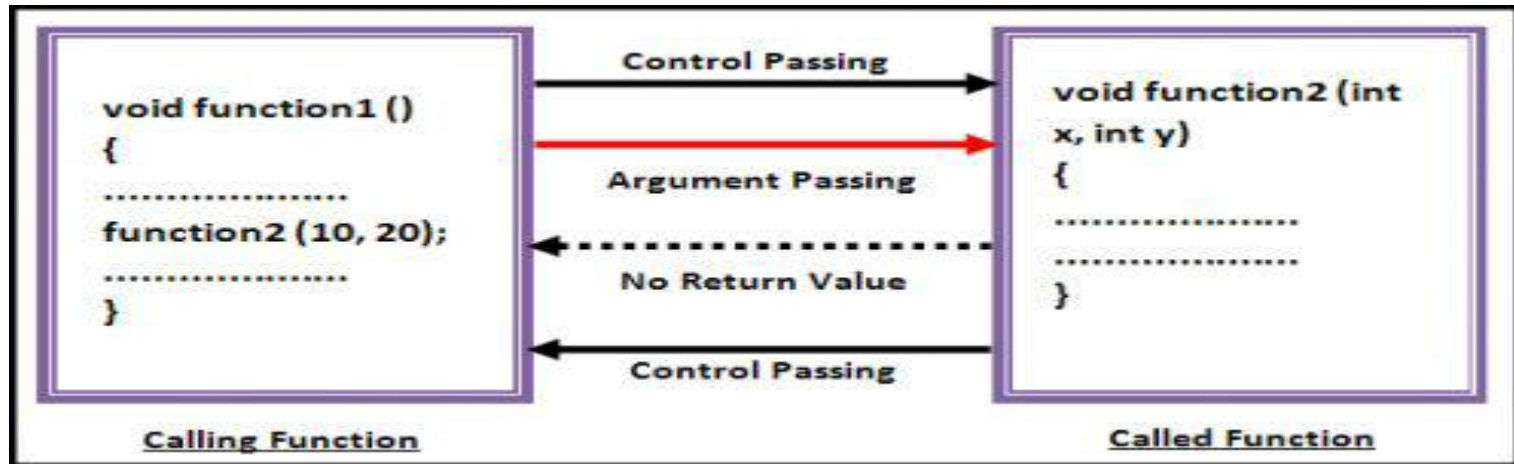 void function1 ()
{
.....................
function2 (10, 20);
.....................
}
Calling Function
Control Passing
Argument Passing
No Return Value
Control Passing
void function2 (int
x, int y)
{
.....................
.....................
}
Called Function